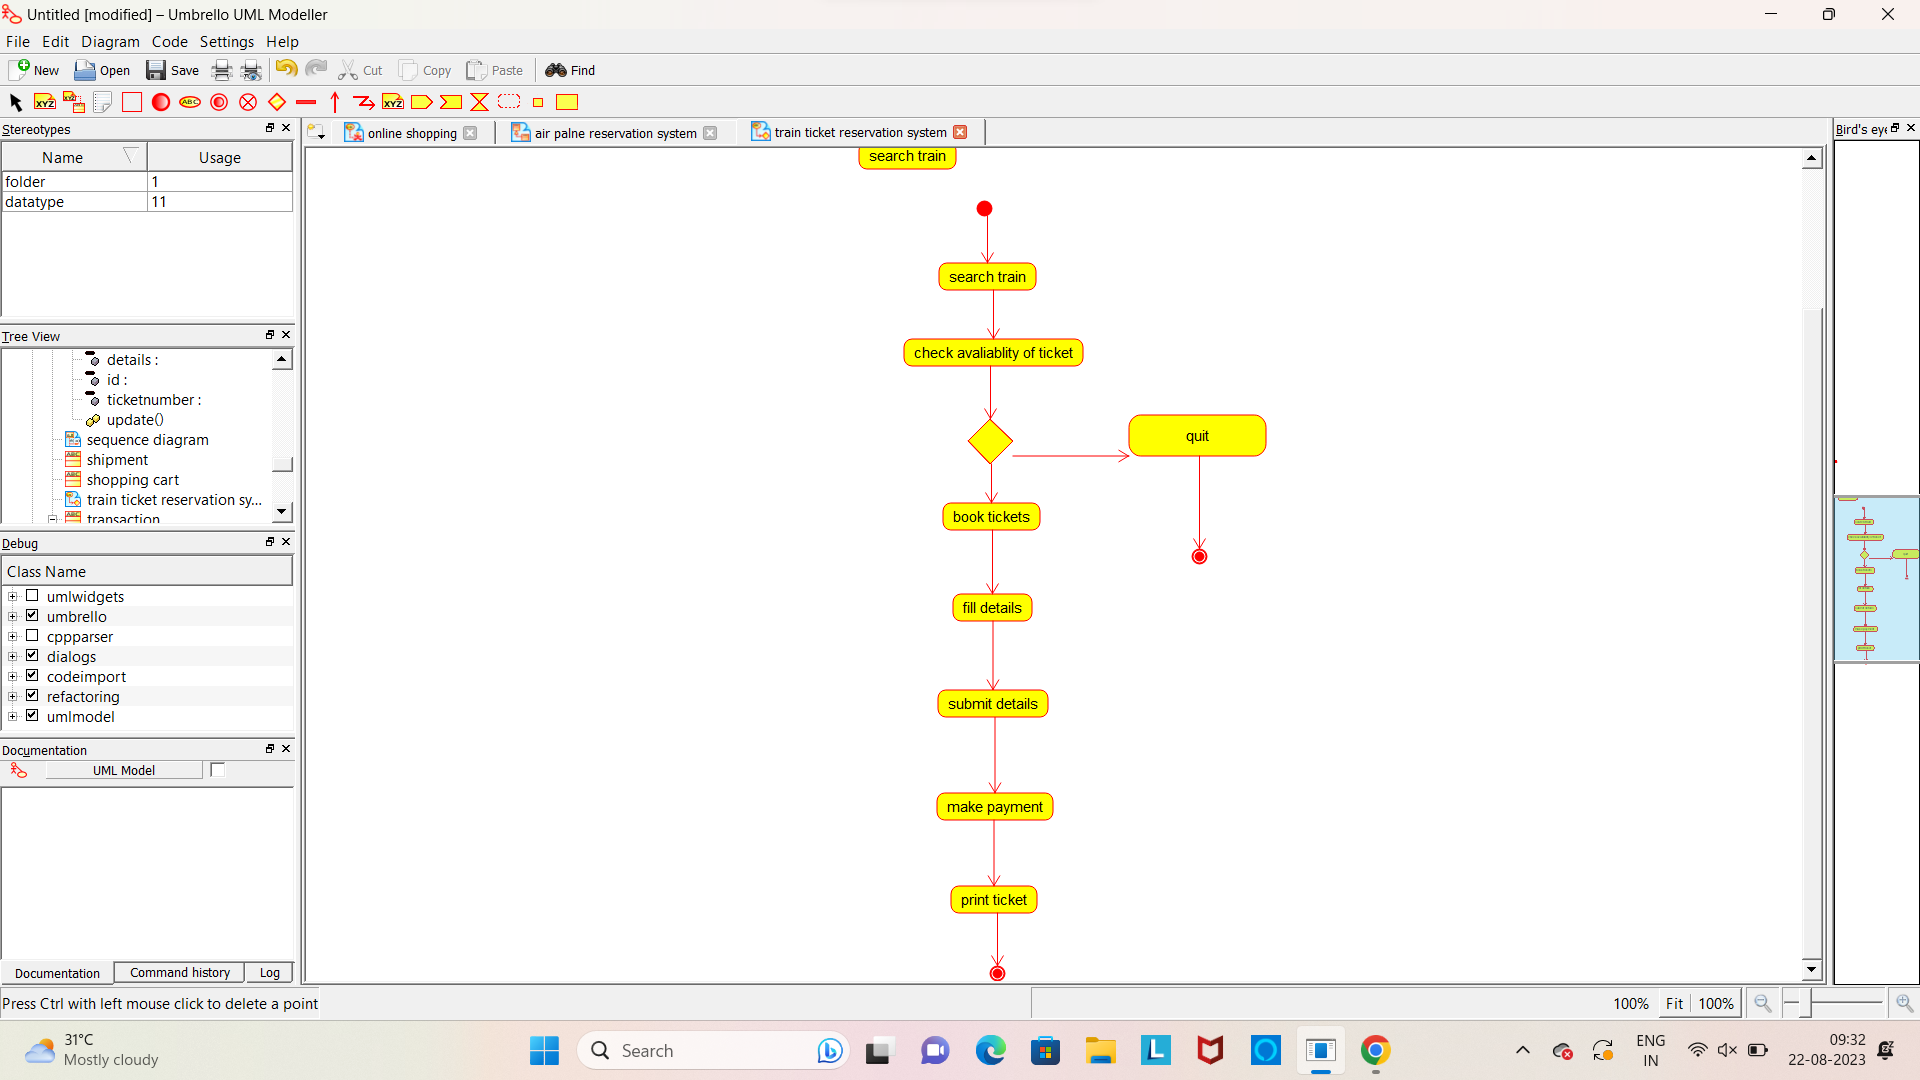 Untitled [modified] – Umbrello UML Modeller
File Edit Diagram Code Settings Help
New Open Save Cut Copy Paste Find
XYZ XYZ ABC XYZ
Stereotypes
Name Usage
folder 1
datatype 11
Tree View
details :
id :
ticketnumber :
update()
sequence diagram
shipment
shopping cart
train ticket reservation sy...
transaction
Debug
Class Name
umlwidgets
umbrello
cppparser
dialogs
codeimport
refactoring
umlmodel
Documentation
UML Model
Documentation Command history Log
online shopping air palne reservation system train ticket reservation system
search train
search train
check avaliablity of ticket
quit
book tickets
fill details
submit details
make payment
print ticket
Bird's eye
Press Ctrl with left mouse click to delete a point
100% Fit 100%
31°C
Mostly cloudy
Search
ENG
IN
09:32
22-08-2023